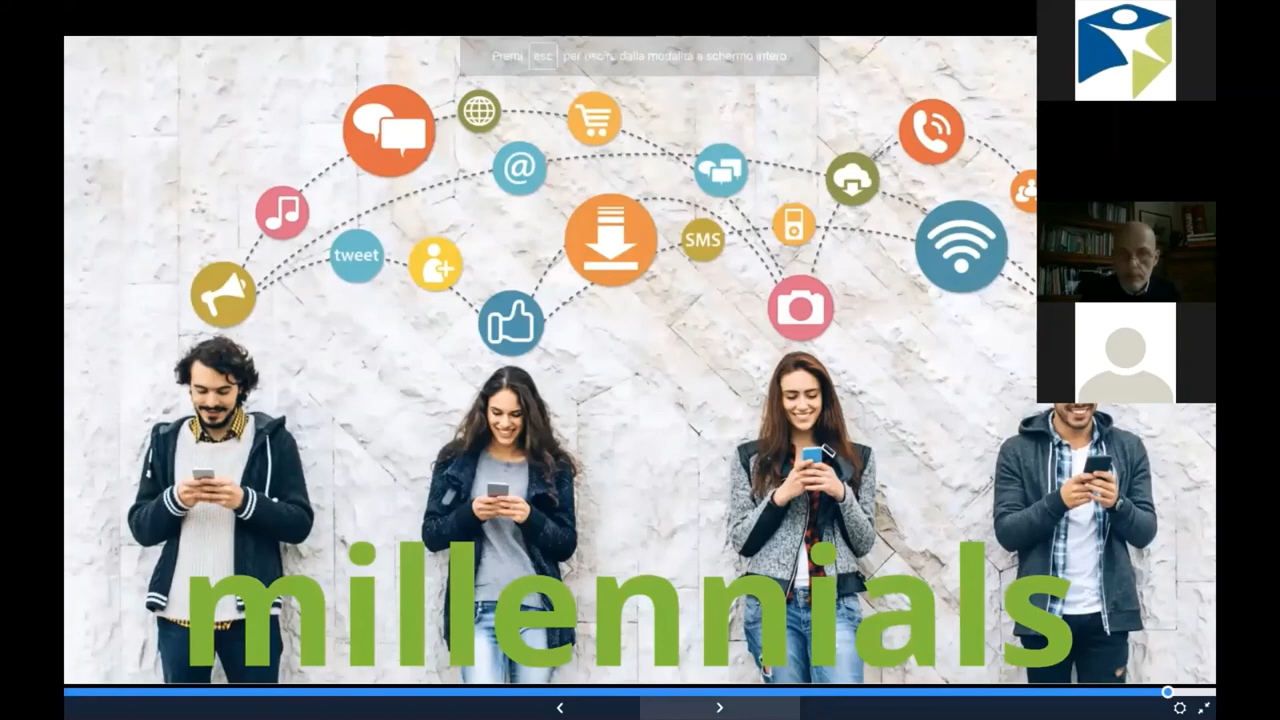 Premi esc per uscire dalla modalità a schermo intero
@
tweet
SMS
millennials